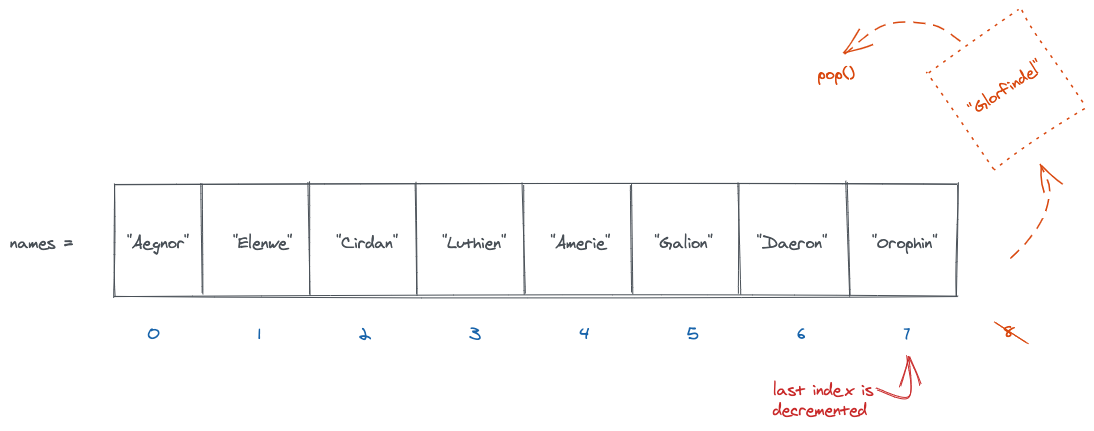 pop()
"Glorfindel"
names = "Aegnor" "Elenwe" "Cirdan" "Luthien" "Amerie" "Galion" "Daeron" "Orophin"
0 1 2 3 4 5 6 7 8
last index is
decremented